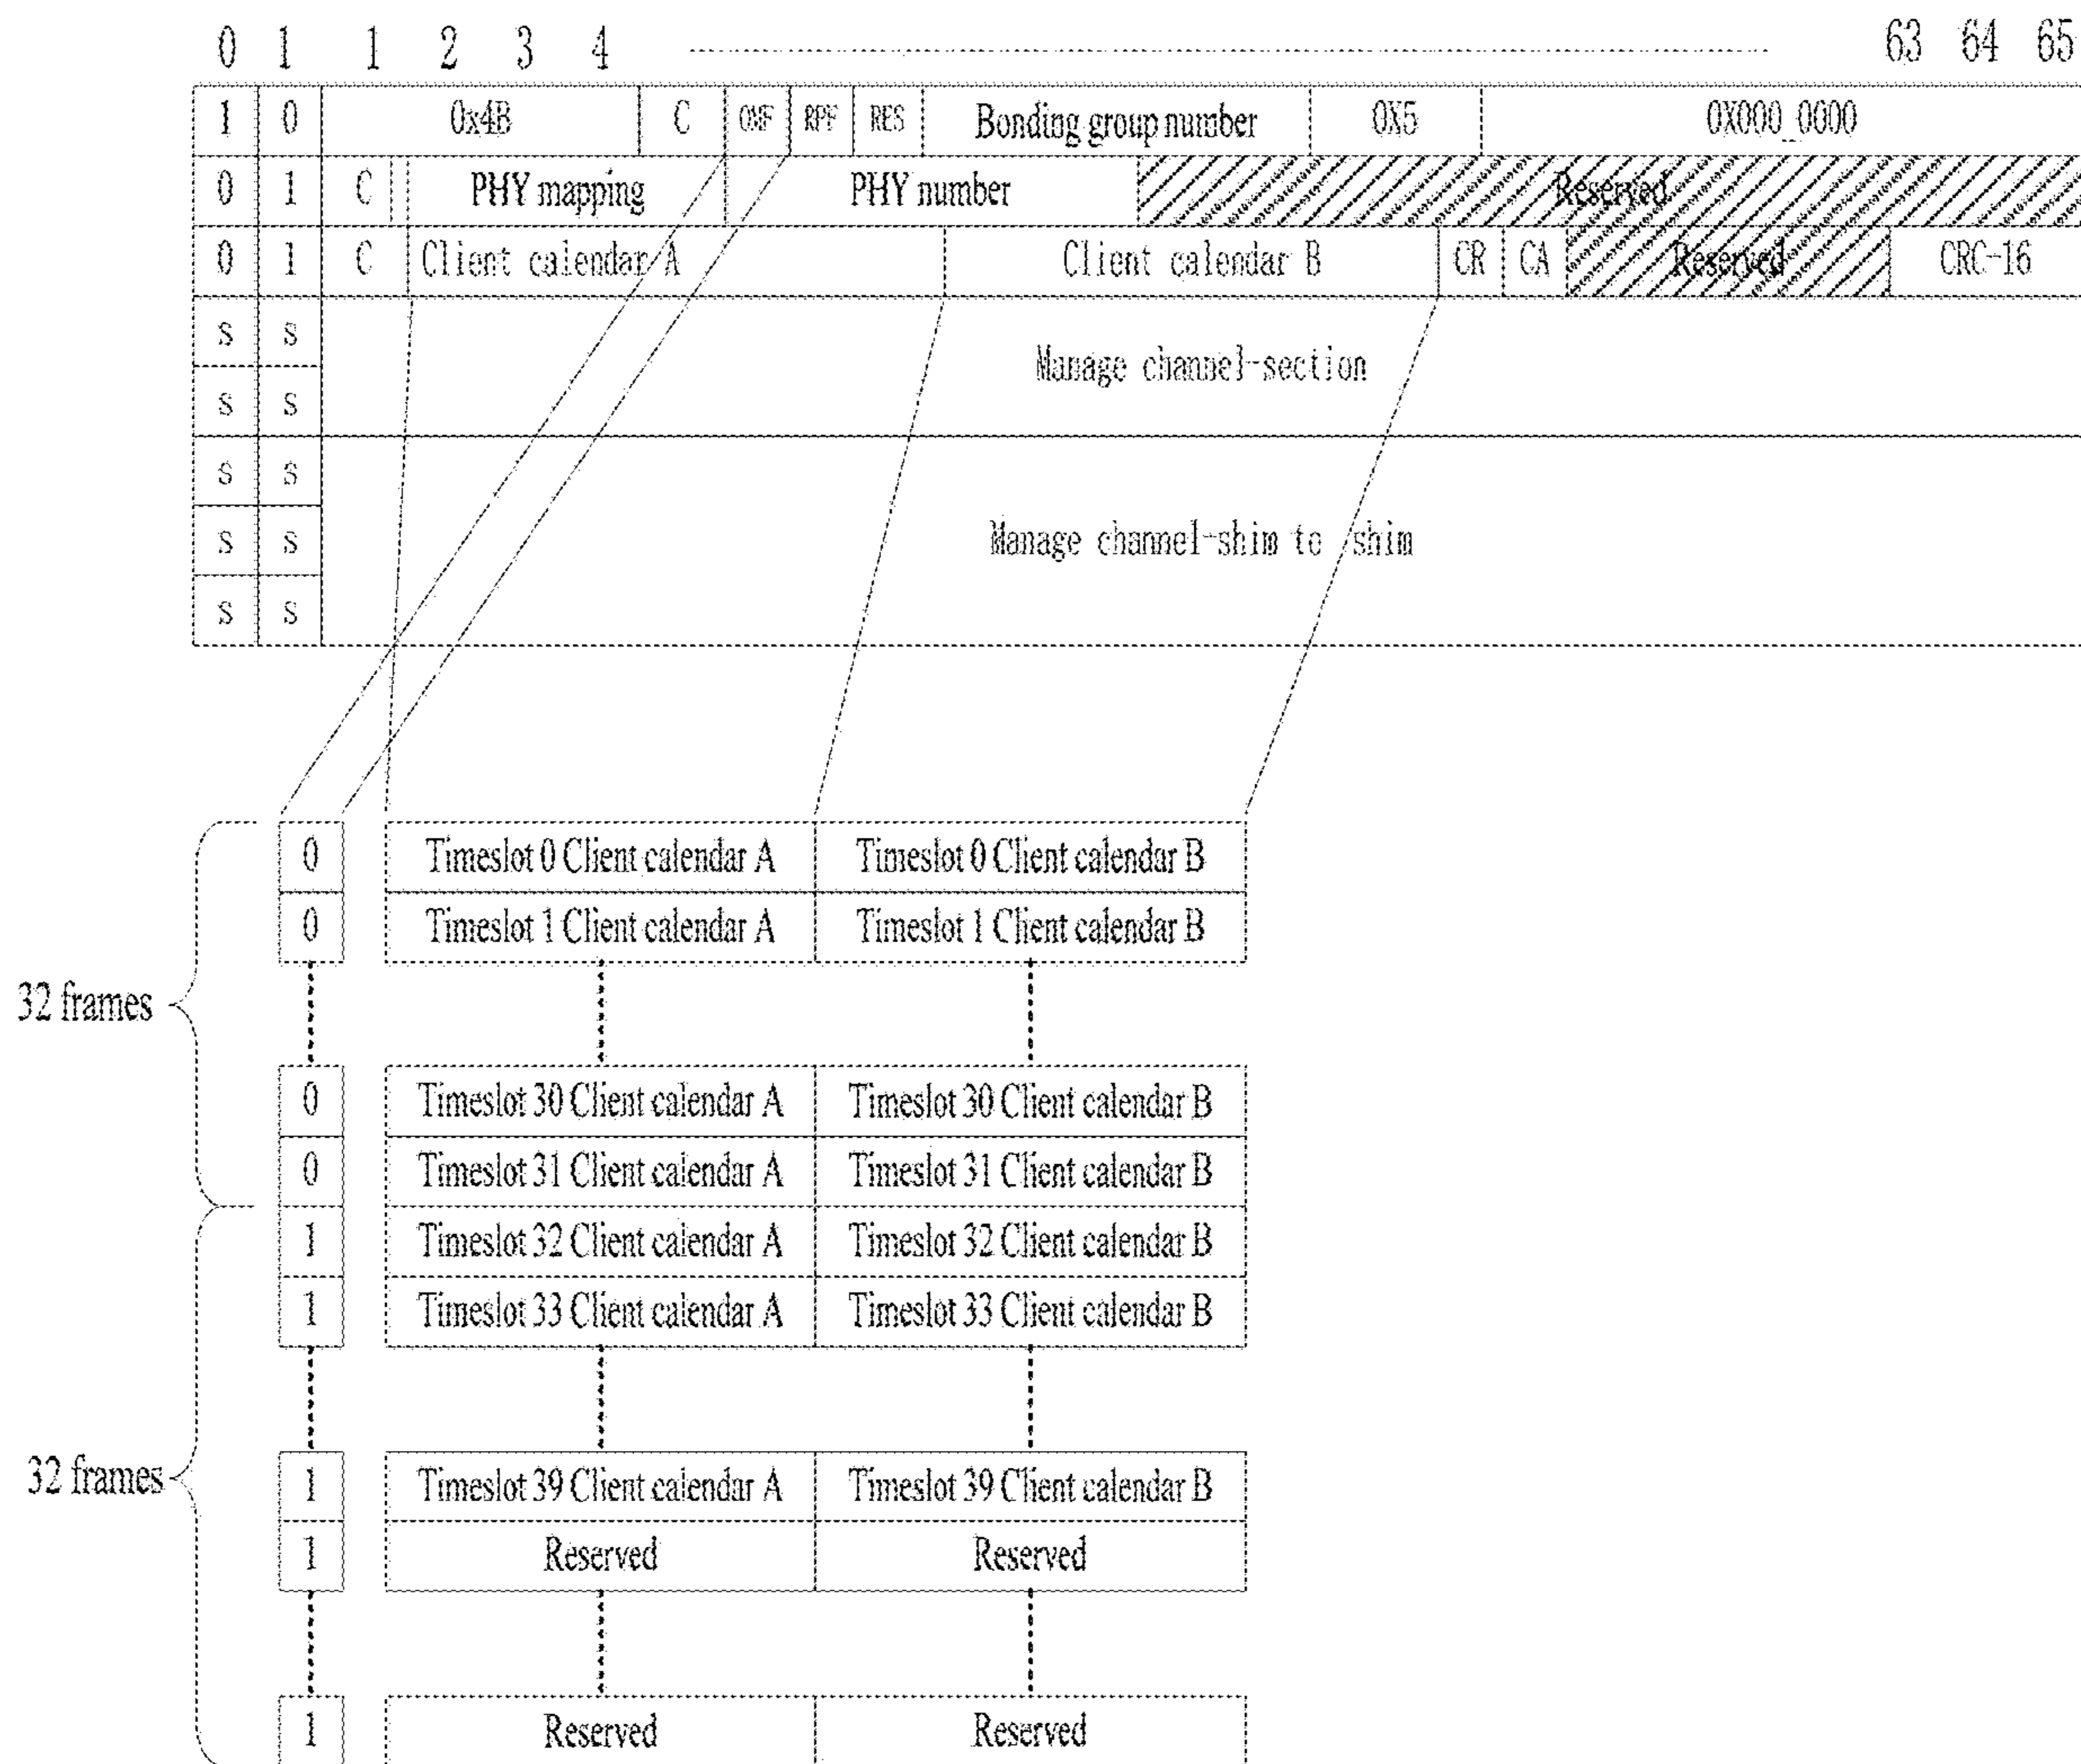 0 1 1 2 3 4 63 64 65
1 0 0x4B C OMF RPF RES Bonding group number 0X5 0X000_0000
0 1 C PHY mapping PHY number Reserved
0 1 C Client calendar A Client calendar B CR CA Reserved CRC-16
S S
Manage channel-section
S S
S S
S S Manage channel-shim to shim
S S
0 Timeslot 0 Client calendar A Timeslot 0 Client calendar B
0 Timeslot 1 Client calendar A Timeslot 1 Client calendar B
32 frames
0 Timeslot 30 Client calendar A Timeslot 30 Client calendar B
0 Timeslot 31 Client calendar A Timeslot 31 Client calendar B
1 Timeslot 32 Client calendar A Timeslot 32 Client calendar B
1 Timeslot 33 Client calendar A Timeslot 33 Client calendar B
32 frames
1 Timeslot 39 Client calendar A Timeslot 39 Client calendar B
1 Reserved Reserved
1 Reserved Reserved